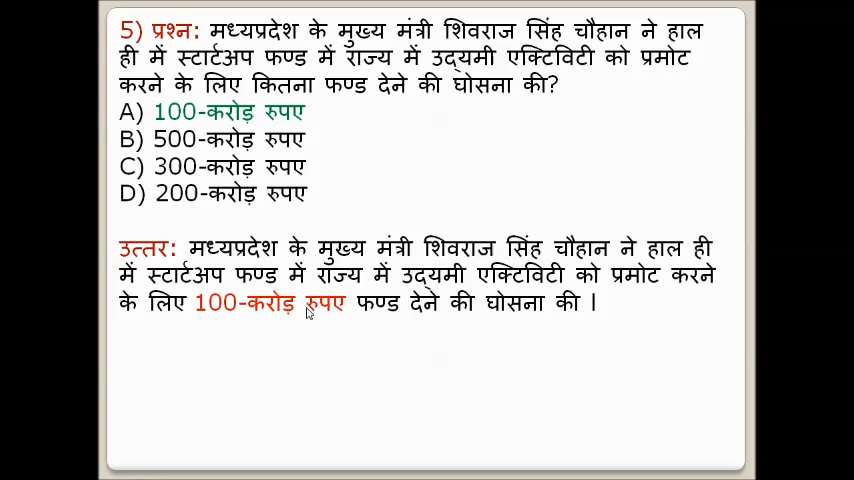 5) प्रश्न: मध्यप्रदेश के मुख्य मंत्री शिवराज सिंह चौहान ने हाल
ही में स्टार्टअप फण्ड में राज्य में उद्यमी एक्टिविटी को प्रमोट
करने के लिए कितना फण्ड देने की घोसना की?
A) 100-करोड़ रुपए
B) 500-करोड़ रुपए
C) 300-करोड़ रुपए
D) 200-करोड़ रुपए
उत्तर: मध्यप्रदेश के मुख्य मंत्री शिवराज सिंह चौहान ने हाल ही
में स्टार्टअप फण्ड में राज्य में उद्यमी एक्टिविटी को प्रमोट करने
के लिए 100-करोड़ रुपए फण्ड देने की घोसना की l